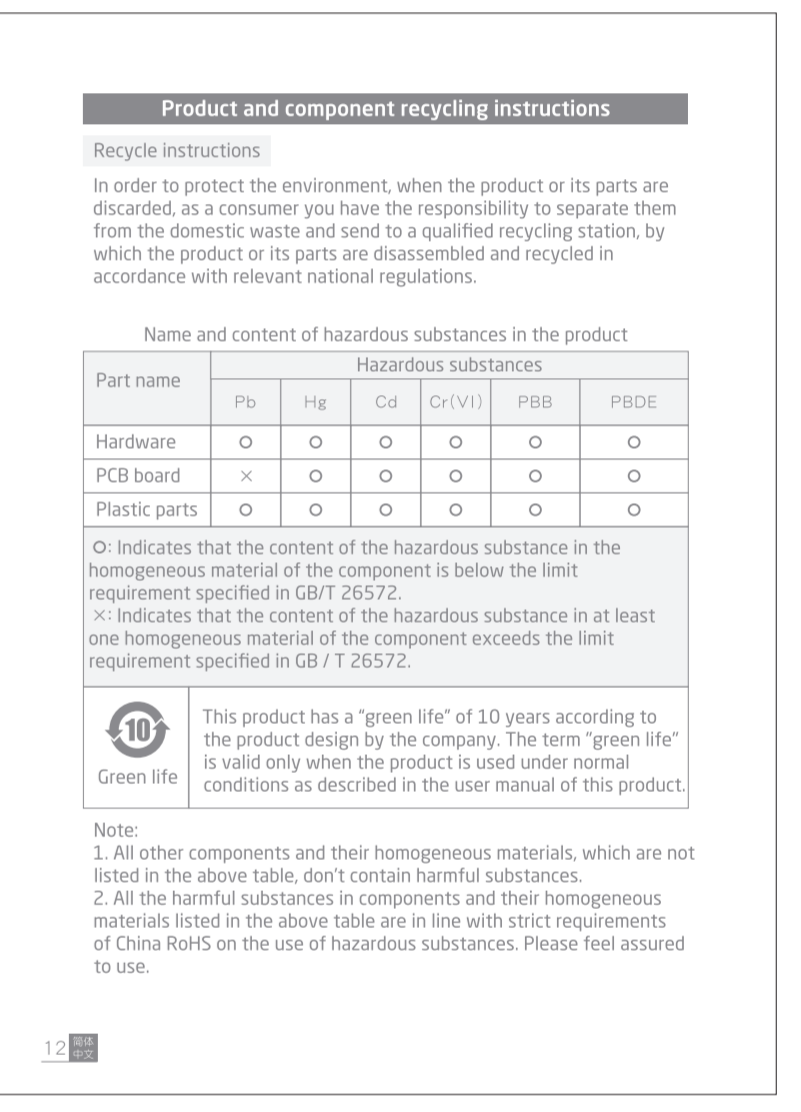 Product and component recycling instructions
Recycle instructions
In order to protect the environment, when the product or its parts are
discarded, as a consumer you have the responsibility to separate them
from the domestic waste and send to a qualified recycling station, by
which the product or its parts are disassembled and recycled in
accordance with relevant national regulations.
Name and content of hazardous substances in the product
Part name
Hazardous substances
Pb Hg Cd Cr(VI) PBB PBDE
Hardware O O O O O O
PCB board × O O O O O
Plastic parts O O O O O O
O: Indicates that the content of the hazardous substance in the
homogeneous material of the component is below the limit
requirement specified in GB/T 26572.
×: Indicates that the content of the hazardous substance in at least
one homogeneous material of the component exceeds the limit
requirement specified in GB / T 26572.
10
Green life
This product has a “green life” of 10 years according to
the product design by the company. The term ”green life”
is valid only when the product is used under normal
conditions as described in the user manual of this product.
Note:
1. All other components and their homogeneous materials, which are not
listed in the above table, don’t contain harmful substances.
2. All the harmful substances in components and their homogeneous
materials listed in the above table are in line with strict requirements
of China RoHS on the use of hazardous substances. Please feel assured
to use.
12 简体
中文